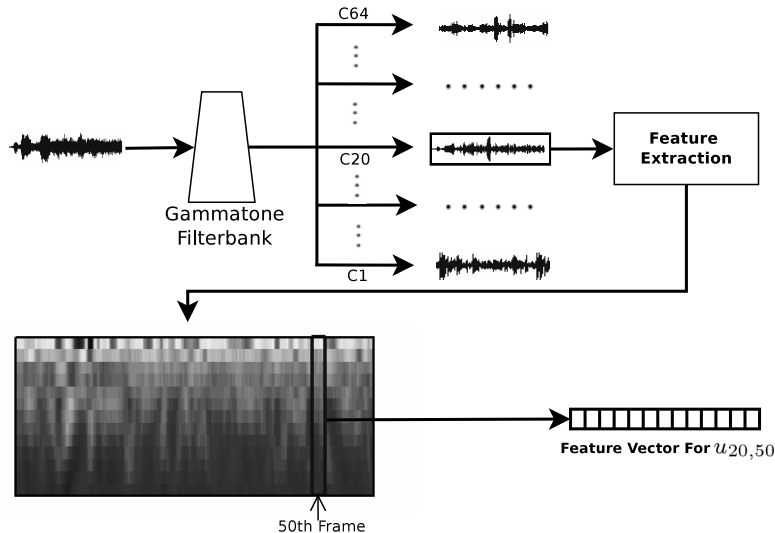 C64
C20
C1
Gammatone
Filterbank
Feature
Extraction
50th Frame
Feature Vector For u20,50